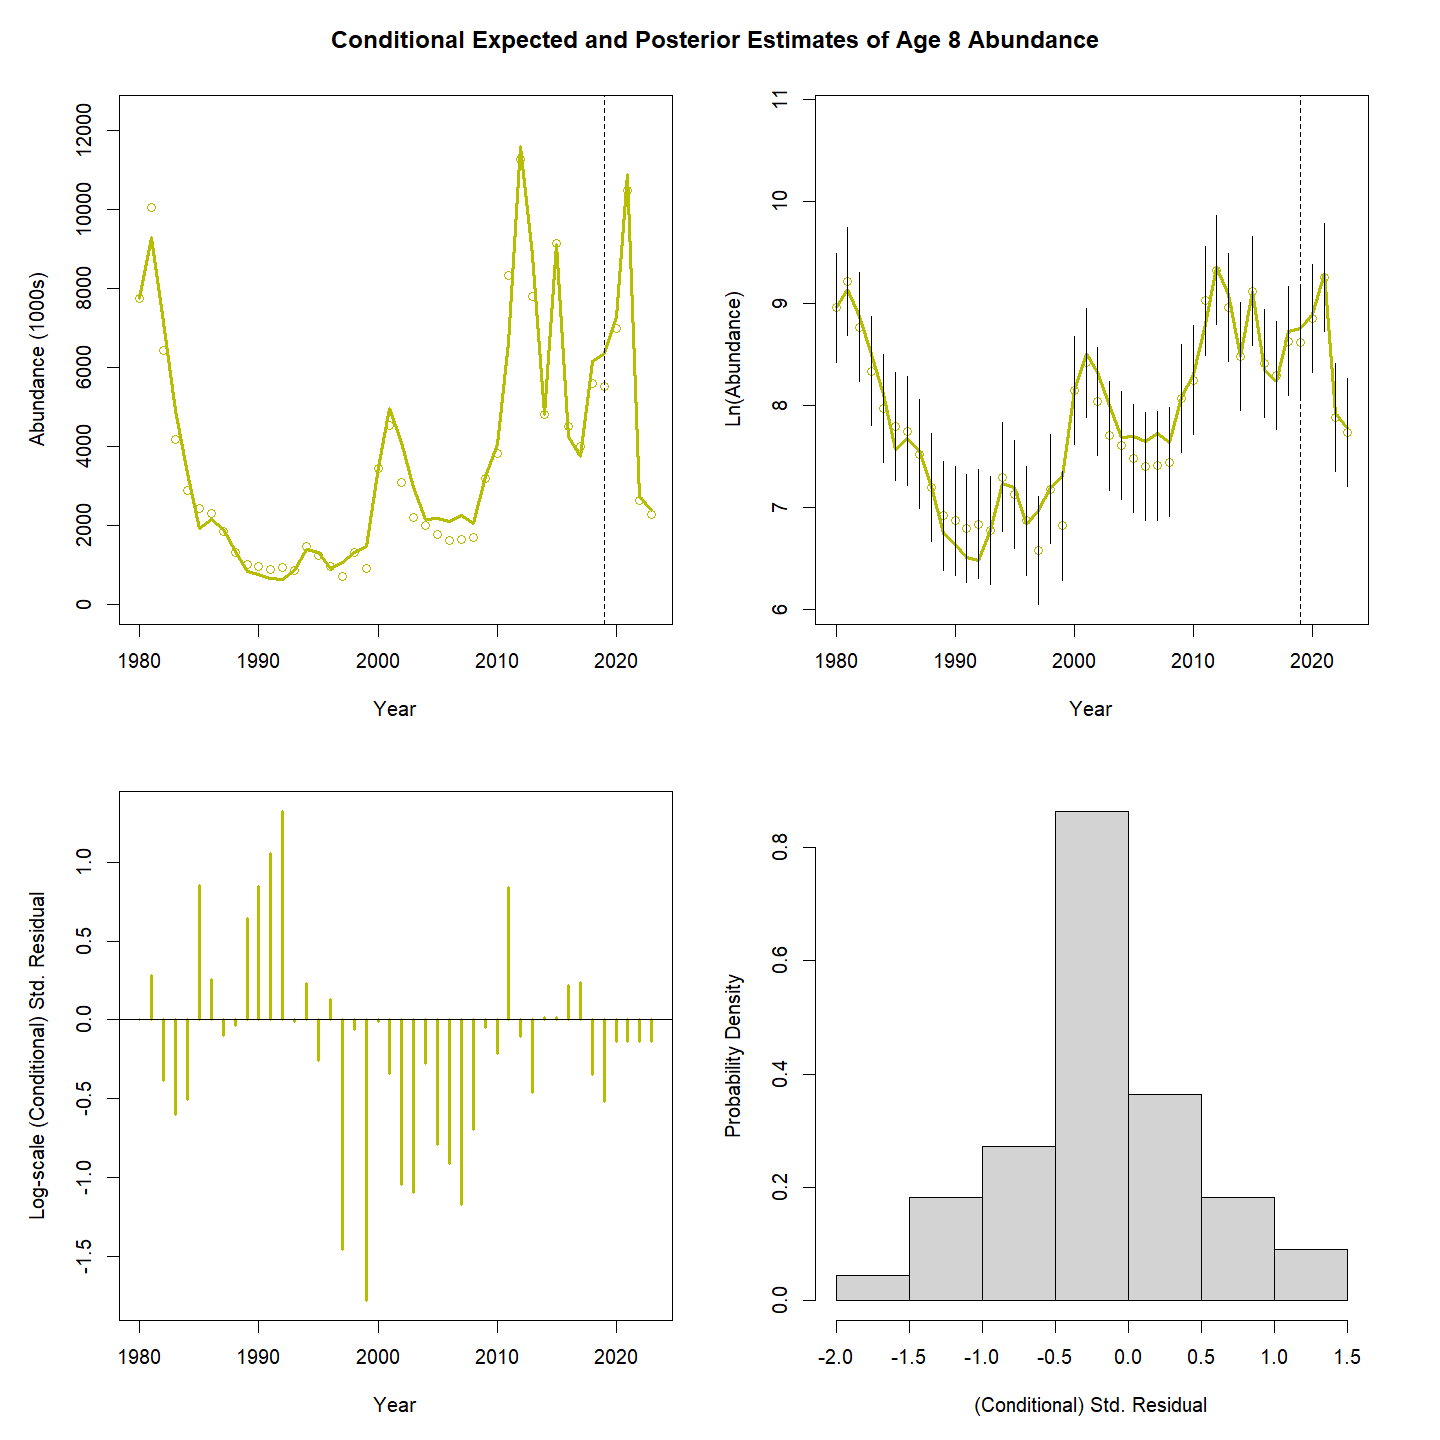 Conditional Expected and Posterior Estimates of Age 8 Abundance
Abundance (1000s)
0 2000 4000 6000 8000 10000 12000
1980 1990 2000 2010 2020
Year
Ln(Abundance)
6 7 8 9 10 11
1980 1990 2000 2010 2020
Year
Log-scale (Conditional) Std. Residual
-1.5 -1.0 -0.5 0.0 0.5 1.0
1980 1990 2000 2010 2020
Year
Probability Density
0.0 0.2 0.4 0.6 0.8
-2.0 -1.5 -1.0 -0.5 0.0 0.5 1.0 1.5
(Conditional) Std. Residual